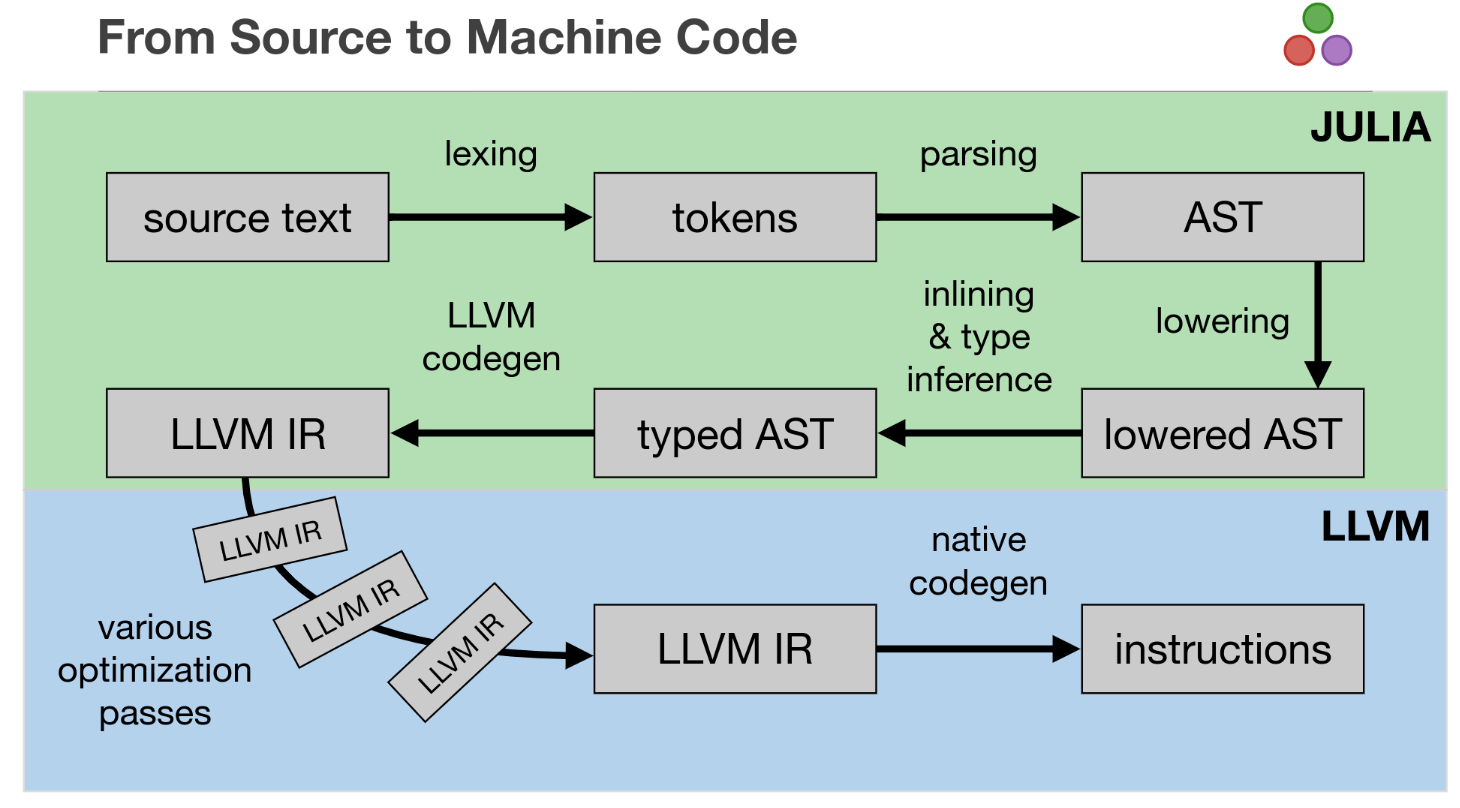 From Source to Machine Code
JULIA
lexing
parsing
source text
tokens
AST
LLVM
codegen
inlining
& type
inference
lowering
LLVM IR
typed AST
lowered AST
LLVM
LLVM IR
LLVM IR
LLVM IR
various
optimization
passes
native
codegen
LLVM IR
instructions